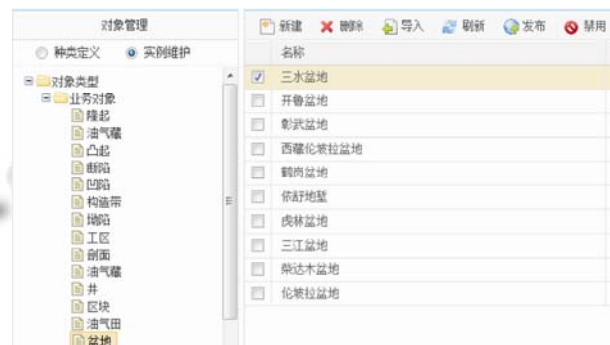 对象管理
种类定义 实例维护
对象类型
业务对象
隆起
油气藏
凸起
断陷
凹陷
构造带
坳陷
工区
剖面
油气藏
井
区块
油气田
盆地
新建 删除 导入 刷新 发布 禁用
名称
三水盆地
开鲁盆地
彰武盆地
西藏伦坡拉盆地
鹤岗盆地
依舒地堑
虎林盆地
三江盆地
柴达木盆地
伦坡拉盆地